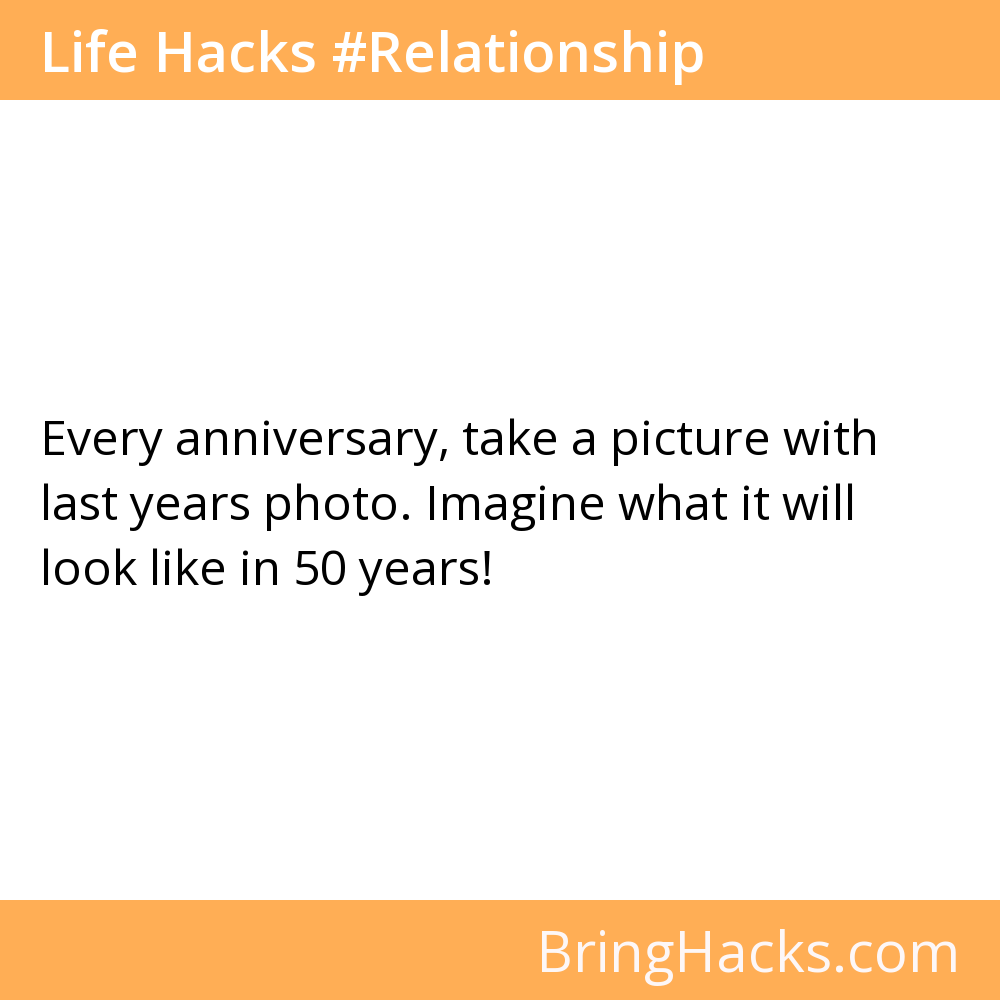 Life Hacks #Relationship
Every anniversary, take a picture with
last years photo. Imagine what it will
look like in 50 years!
BringHacks.com